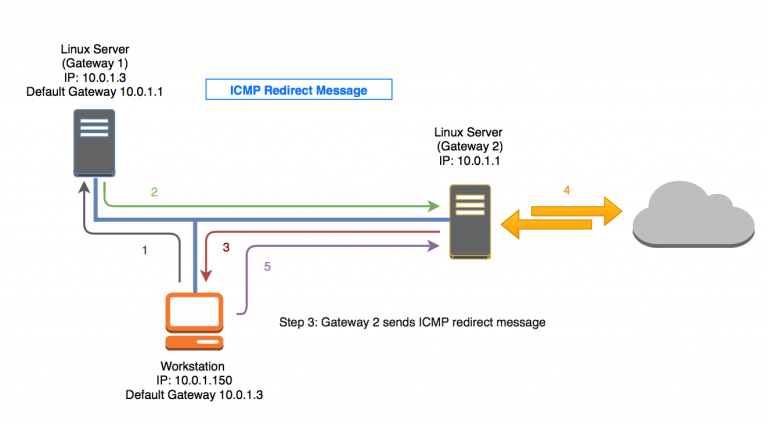 Linux Server
(Gateway 1)
IP: 10.0.1.3
Default Gateway 10.0.1.1
ICMP Redirect Message
Linux Server
(Gateway 2)
IP: 10.0.1.1
2
4
1
3
5
Step 3: Gateway 2 sends ICMP redirect message
Workstation
IP: 10.0.1.150
Default Gateway 10.0.1.3